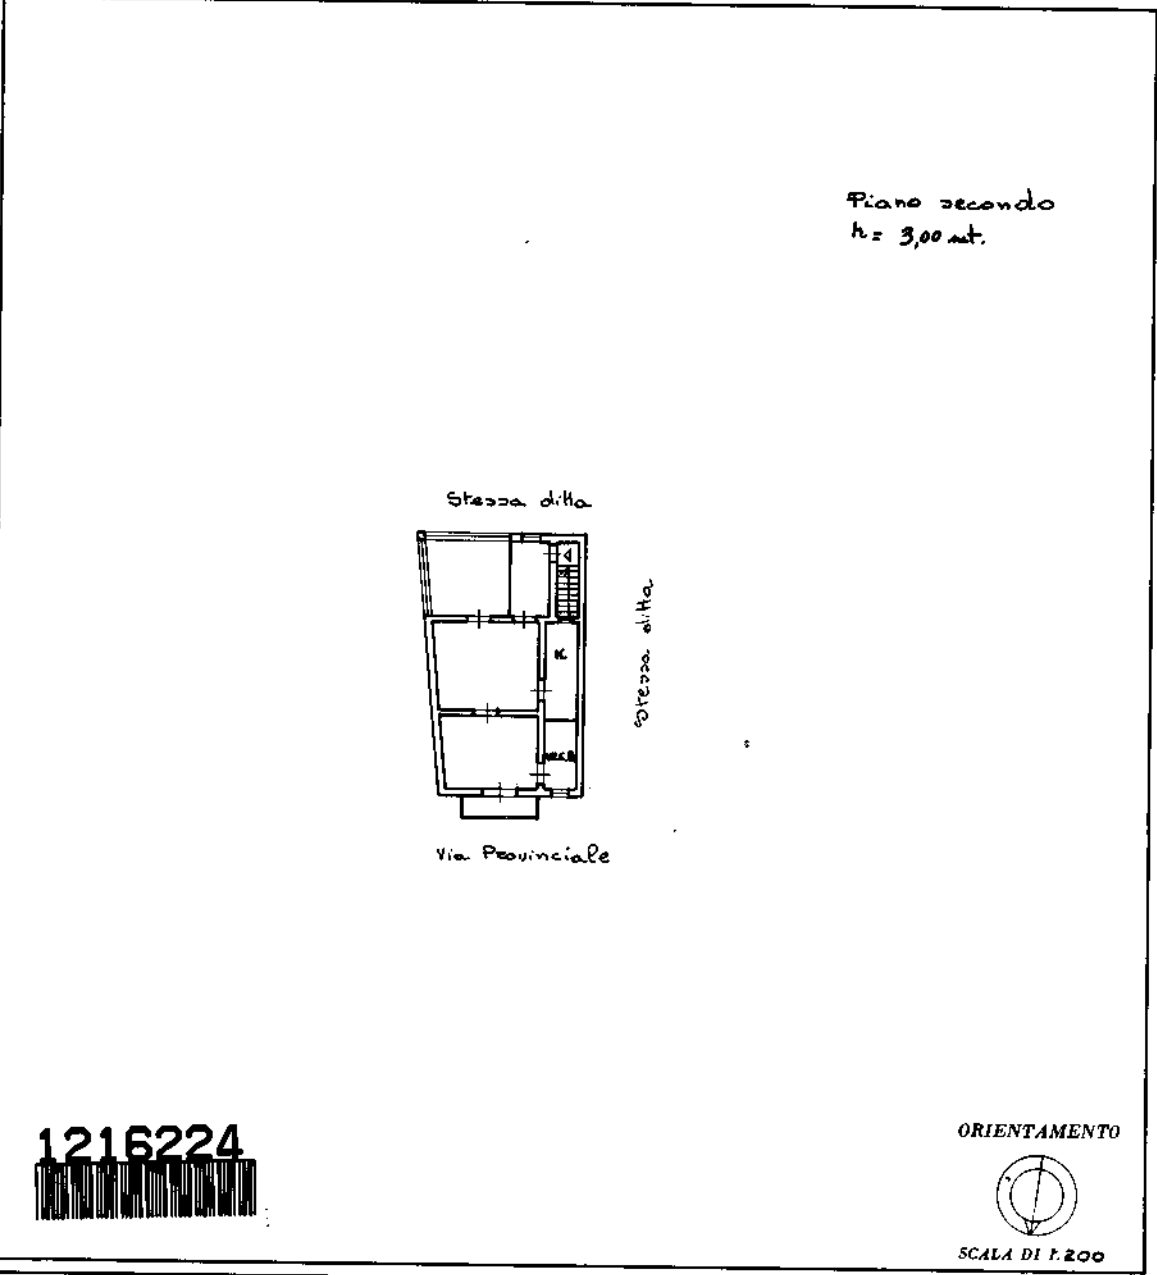 Piano secondo
h = 3,00 mt.
Stessa ditta
Stessa ditta
K.
W.C.B.
Via Provinciale
1216224
ORIENTAMENTO
SCALA DI 1:200